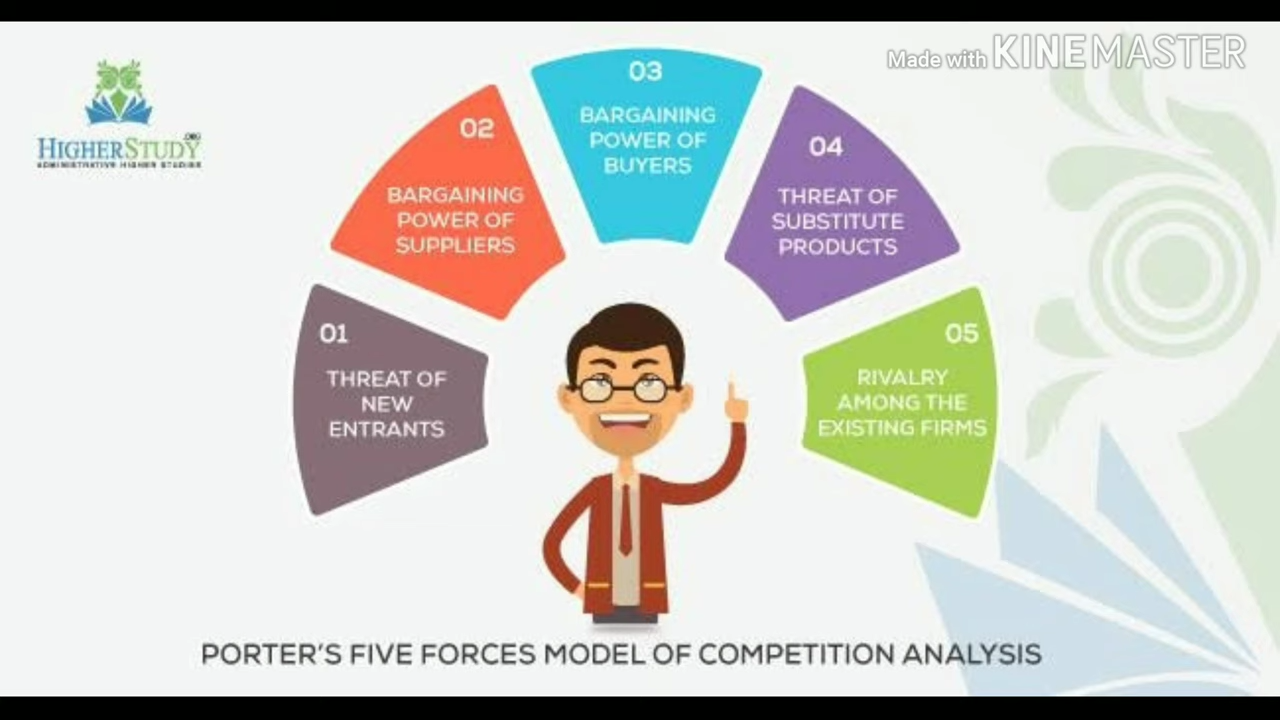 Made with KINEMASTER
HIGHERSTUDY.ORG
ADMINISTRATIVE HIGHER STUDIES
01
THREAT OF
NEW
ENTRANTS
02
BARGAINING
POWER OF
SUPPLIERS
03
BARGAINING
POWER OF
BUYERS
04
THREAT OF
SUBSTITUTE
PRODUCTS
05
RIVALRY
AMONG THE
EXISTING FIRMS
PORTER'S FIVE FORCES MODEL OF COMPETITION ANALYSIS